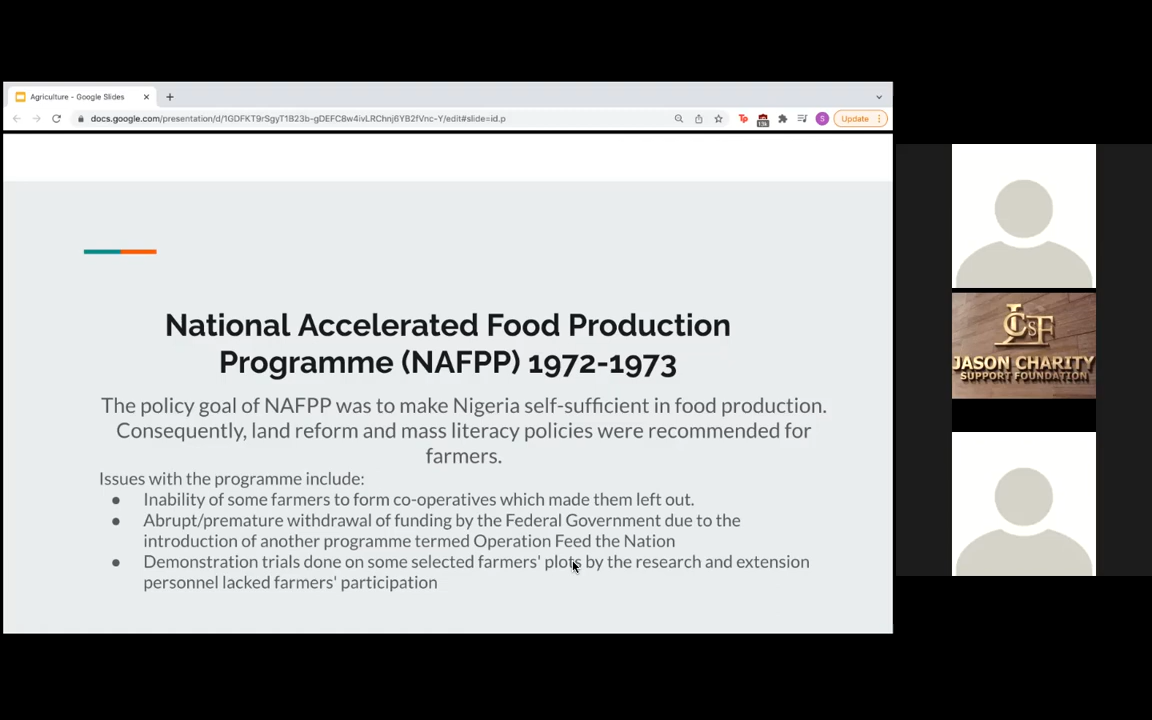 Agriculture - Google Slides
docs.google.com/presentation/d/1GDFKT9rSgyT1B23b-gDEFC8w4ivLRChnj6YB2fVnc-Y/edit#slide=id.p
Tp
S
Update
National Accelerated Food Production
Programme (NAFPP) 1972-1973
The policy goal of NAFPP was to make Nigeria self-sufficient in food production.
Consequently, land reform and mass literacy policies were recommended for
farmers.
Issues with the programme include:
● Inability of some farmers to form co-operatives which made them left out.
● Abrupt/premature withdrawal of funding by the Federal Government due to the
introduction of another programme termed Operation Feed the Nation
● Demonstration trials done on some selected farmers' plots by the research and extension
personnel lacked farmers' participation
JCSF
JASON CHARITY
SUPPORT FOUNDATION